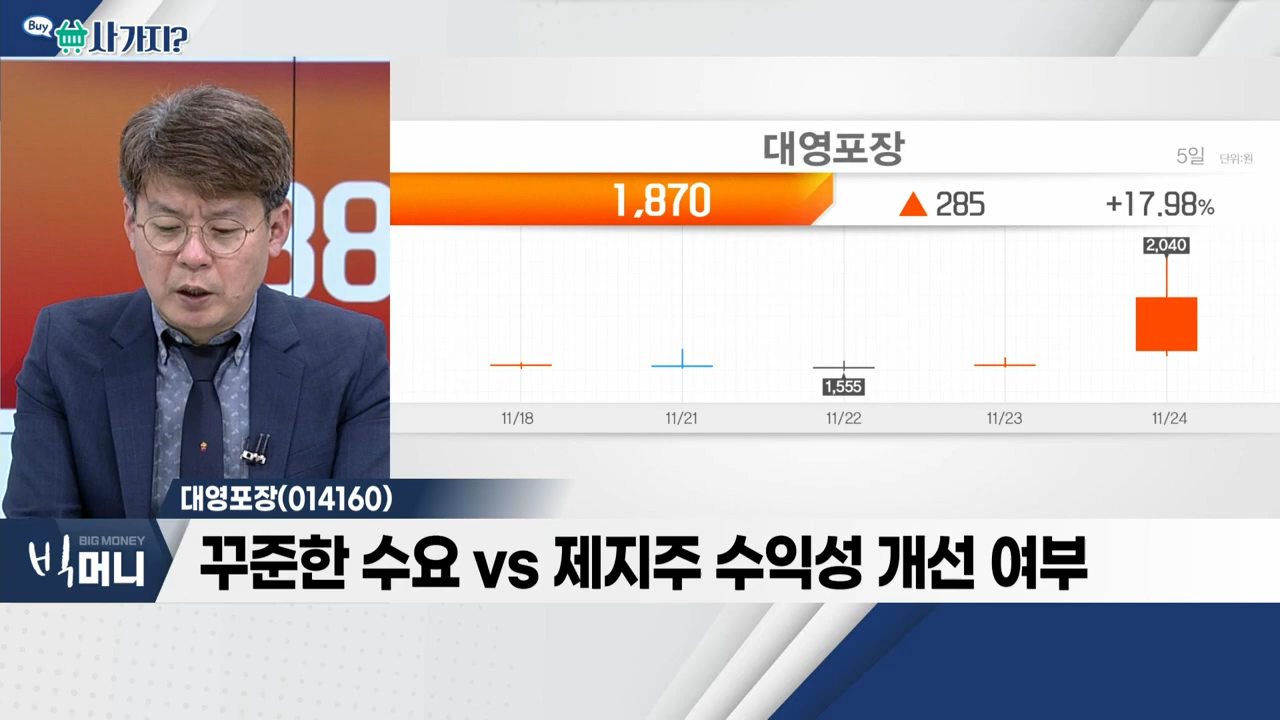 Buy
사가지?
88
대영포장
5일 단위:원
1,870 ▲ 285 +17.98%
2,040
1,555
11/18 11/21 11/22 11/23 11/24
대영포장(014160)
BIG MONEY
빅머니
꾸준한 수요 vs 제지주 수익성 개선 여부